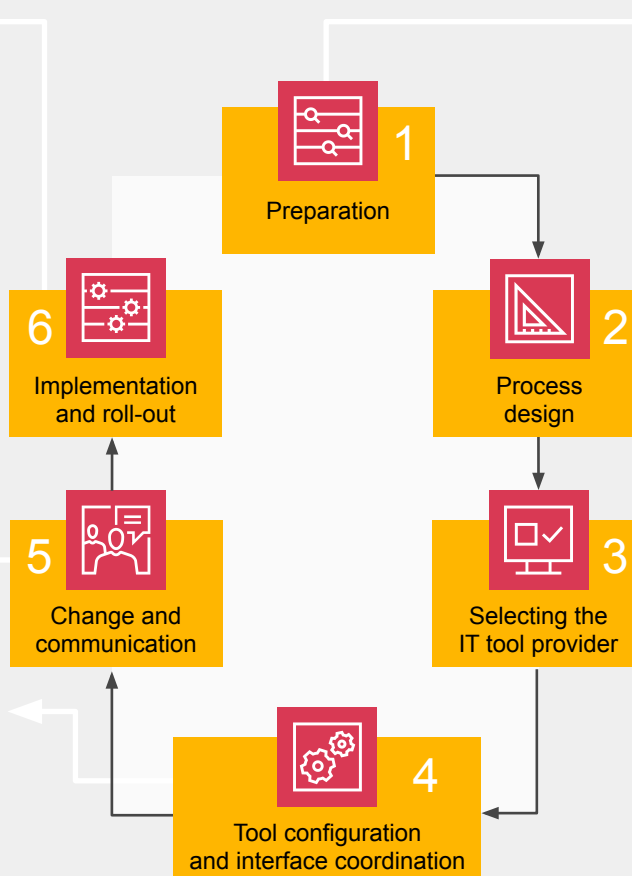 1
Preparation
2
Process
design
3
Selecting the
IT tool provider
4
Tool configuration
and interface coordination
5
Change and
communication
6
Implementation
and roll-out